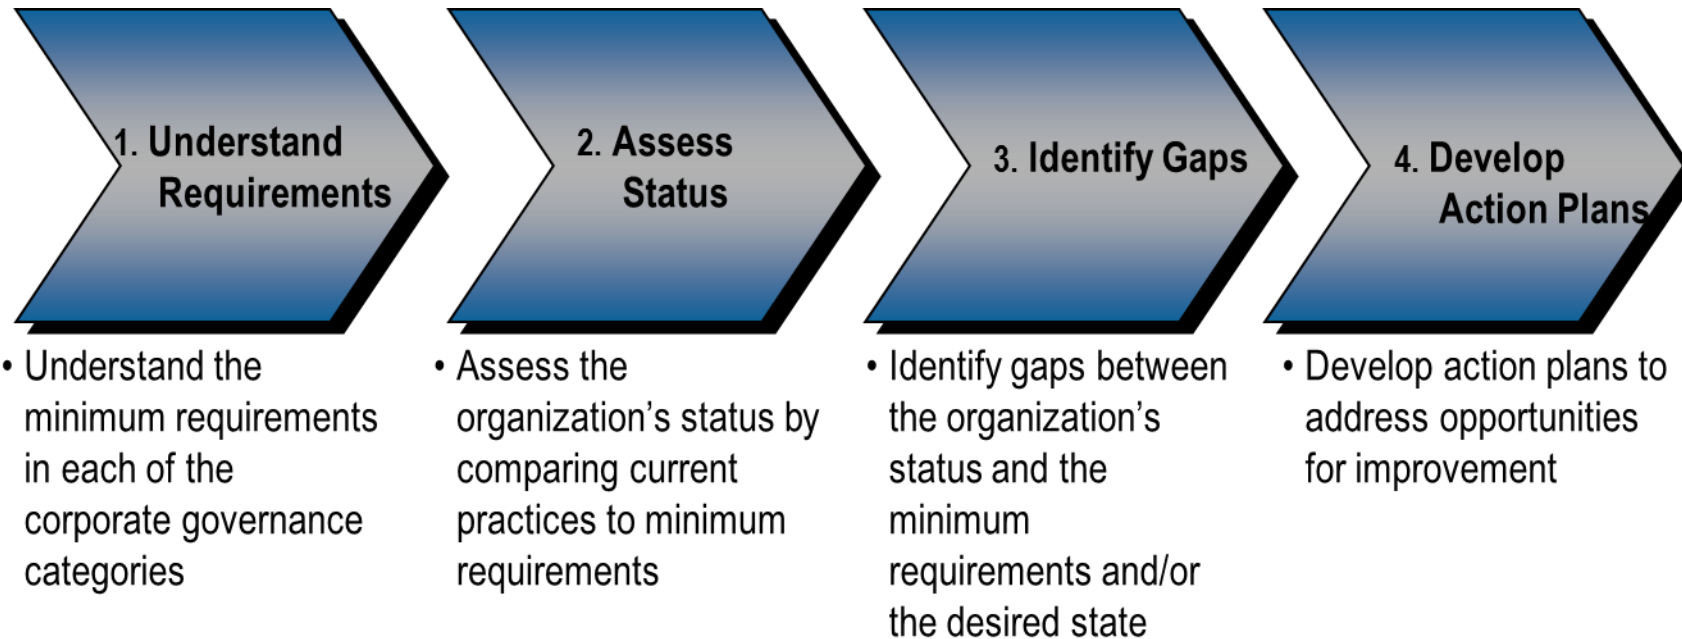 1. Understand
Requirements
2. Assess
Status
3. Identify Gaps
4. Develop
Action Plans
• Understand the
minimum requirements
in each of the
corporate governance
categories
• Assess the
organization’s status by
comparing current
practices to minimum
requirements
• Identify gaps between
the organization’s
status and the
minimum
requirements and/or
the desired state
• Develop action plans to
address opportunities
for improvement